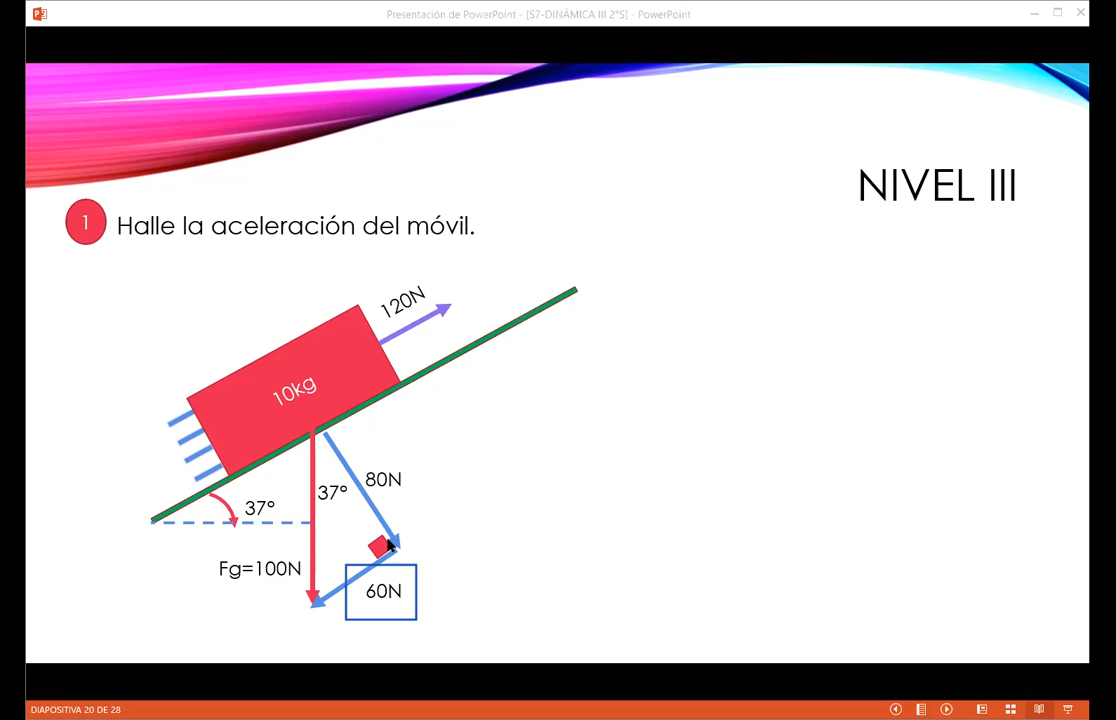 Presentación de PowerPoint - [S7-DINÁMICA III 2°S] - PowerPoint
NIVEL III
1 Halle la aceleración del móvil.
120N
10kg
80N
37°
37°
Fg=100N
60N
DIAPOSITIVA 20 DE 28